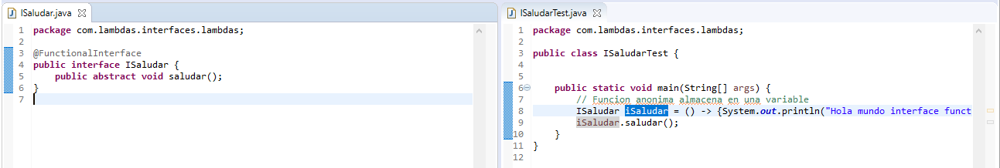 ISaludar.java
1 package com.lambdas.interfaces.lambdas;
2
3 @FunctionalInterface
4 public interface ISaludar {
5     public abstract void saludar();
6 }
7
ISaludarTest.java
1 package com.lambdas.interfaces.lambdas;
2
3 public class ISaludarTest {
4
5
6     public static void main(String[] args) {
7         // Funcion anonima almacena en una variable
8         ISaludar iSaludar = () -> {System.out.println("Hola mundo interface funct
9         iSaludar.saludar();
10     }
11 }
12